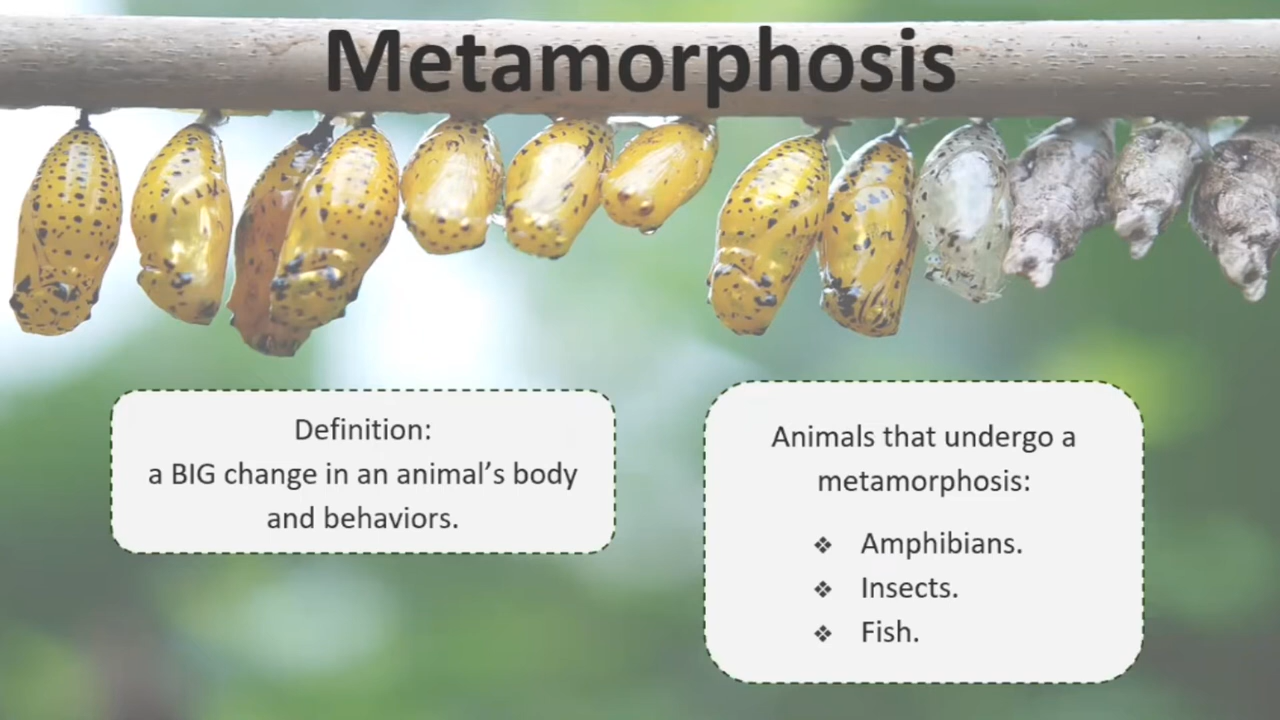 Metamorphosis
Definition:
a BIG change in an animal’s body
and behaviors.
Animals that undergo a
metamorphosis:
❖ Amphibians.
❖ Insects.
❖ Fish.